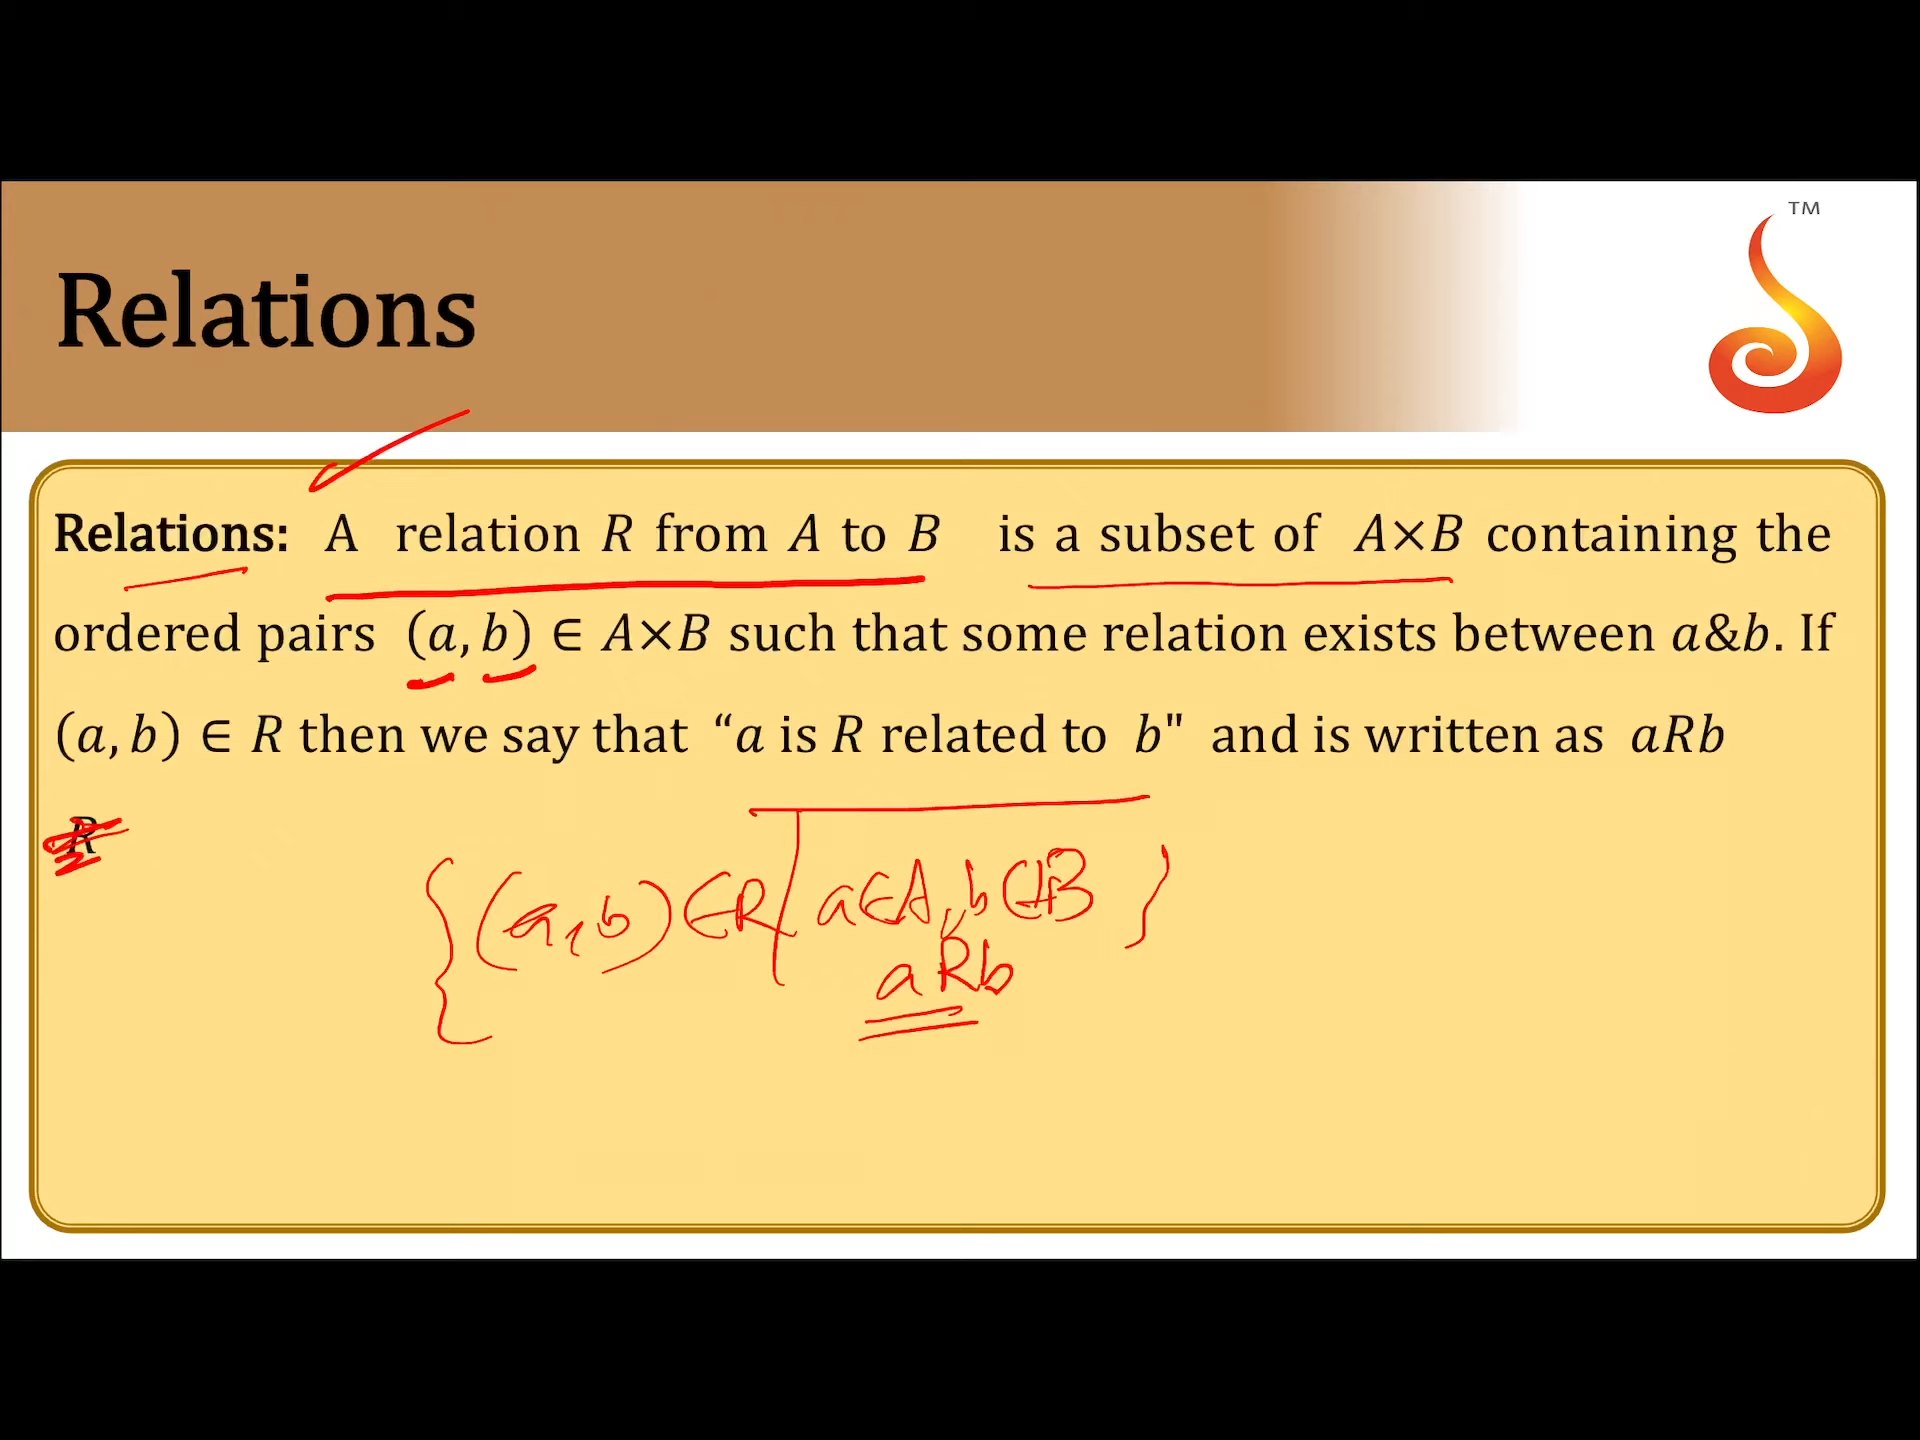 TM
Relations
Relations: A relation R from A to B is a subset of A×B containing the
ordered pairs (a, b) ∈ A×B such that some relation exists between a&b. If
(a, b) ∈ R then we say that “a is R related to b" and is written as aRb
R
{(a, b) ∈ R | a ∈ A, b ∈ B }
aRb